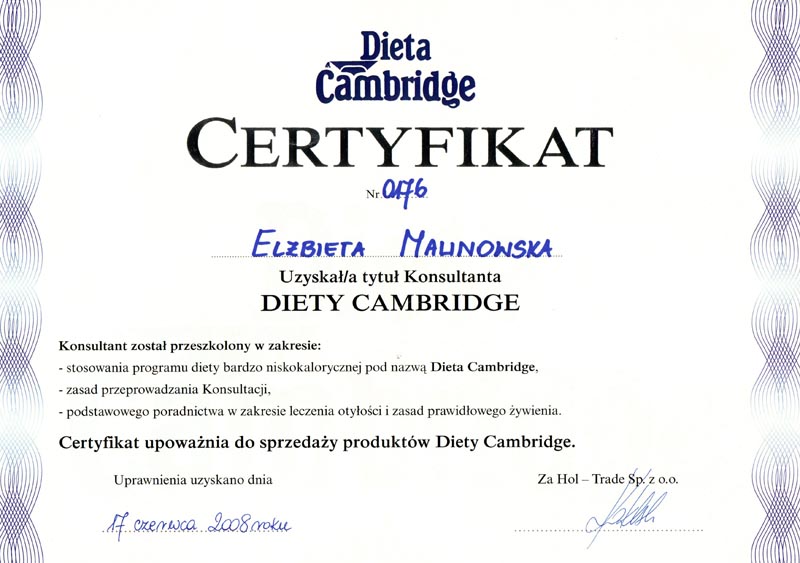 Dieta
Cambridge
CERTYFIKAT
Nr. 0176
ELŻBIETA MALINOWSKA
Uzyskał/a tytuł Konsultanta
DIETY CAMBRIDGE
Konsultant został przeszkolony w zakresie:
- stosowania programu diety bardzo niskokalorycznej pod nazwą Dieta Cambridge,
- zasad przeprowadzania Konsultacji,
- podstawowego poradnictwa w zakresie leczenia otyłości i zasad prawidłowego żywienia.
Certyfikat upoważnia do sprzedaży produktów Diety Cambridge.
Uprawnienia uzyskano dnia
Za Hol – Trade Sp. z o.o.
17 czerwca 2008 roku